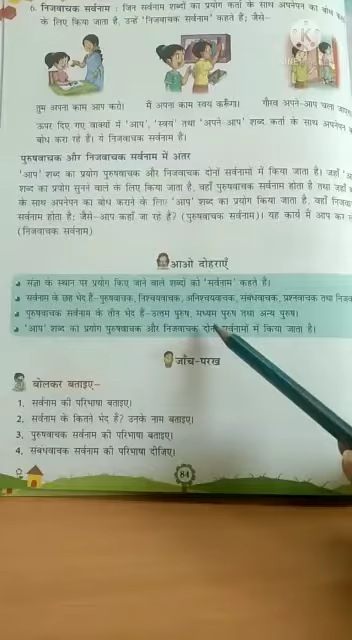 6. निजवाचक सर्वनाम : जिन सर्वनाम शब्दों का प्रयोग कर्ता के साथ अपनेपन का बोध
के लिए किया जाता है, उन्हें 'निजवाचक सर्वनाम' कहते हैं; जैसे–
तुम अपना काम आप करो।
मैं अपना काम स्वयं करूँगा।
गौरव अपने-आप चला
ऊपर दिए गए वाक्यों में 'आप', 'स्वयं' तथा 'अपने-आप' शब्द कर्ता के साथ अपनेपन
बोध करा रहे हैं। ये निजवाचक सर्वनाम हैं।
पुरुषवाचक और निजवाचक सर्वनाम में अंतर
'आप' शब्द का प्रयोग पुरुषवाचक और निजवाचक दोनों सर्वनामों में किया जाता है। जहाँ
शब्द का प्रयोग सुनने वाले के लिए किया जाता है, वहाँ पुरुषवाचक सर्वनाम होता है तथा जहाँ
के साथ अपनेपन का बोध कराने के लिए 'आप' शब्द का प्रयोग किया जाता है, वहाँ
सर्वनाम होता है; जैसे–आप कहाँ जा रहे हैं? (पुरुषवाचक सर्वनाम)। यह कार्य मैं आप कर
(निजवाचक सर्वनाम)
आओ दोहराएँ
संज्ञा के स्थान पर प्रयोग किए जाने वाले शब्दों को 'सर्वनाम' कहते हैं।
सर्वनाम के छह भेद हैं–पुरुषवाचक, निश्चयवाचक, अनिश्चयवाचक, संबंधवाचक, प्रश्नवाचक तथा
पुरुषवाचक सर्वनाम के तीन भेद हैं–उत्तम पुरुष, मध्यम पुरुष तथा अन्य पुरुष।
'आप' शब्द का प्रयोग पुरुषवाचक और निजवाचक दोनों सर्वनामों में किया जाता है।
जाँच-परख
बोलकर बताइए–
1. सर्वनाम की परिभाषा बताइए।
2. सर्वनाम के कितने भेद हैं? उनके नाम बताइए।
3. पुरुषवाचक सर्वनाम की परिभाषा बताइए।
4. संबंधवाचक सर्वनाम की परिभाषा दीजिए।
84